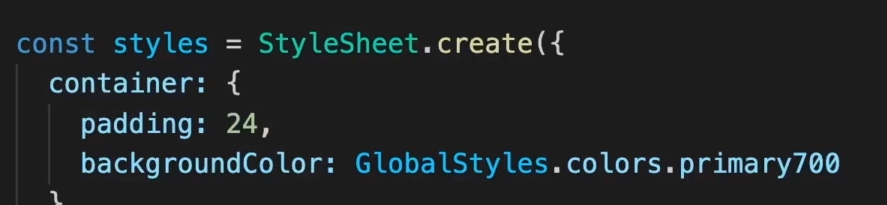 const styles = StyleSheet.create({
container: {
padding: 24,
backgroundColor: GlobalStyles.colors.primary700
}